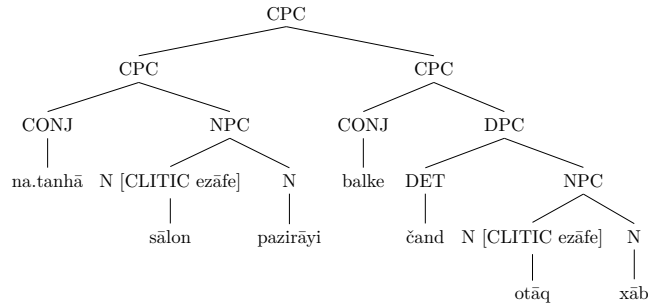 CPC
CPC CPC
CONJ NPC CONJ DPC
na.tanhā N [CLITIC ezāfe] N balke DET NPC
sālon pazirāyi čand N [CLITIC ezāfe] N
otāq xāb